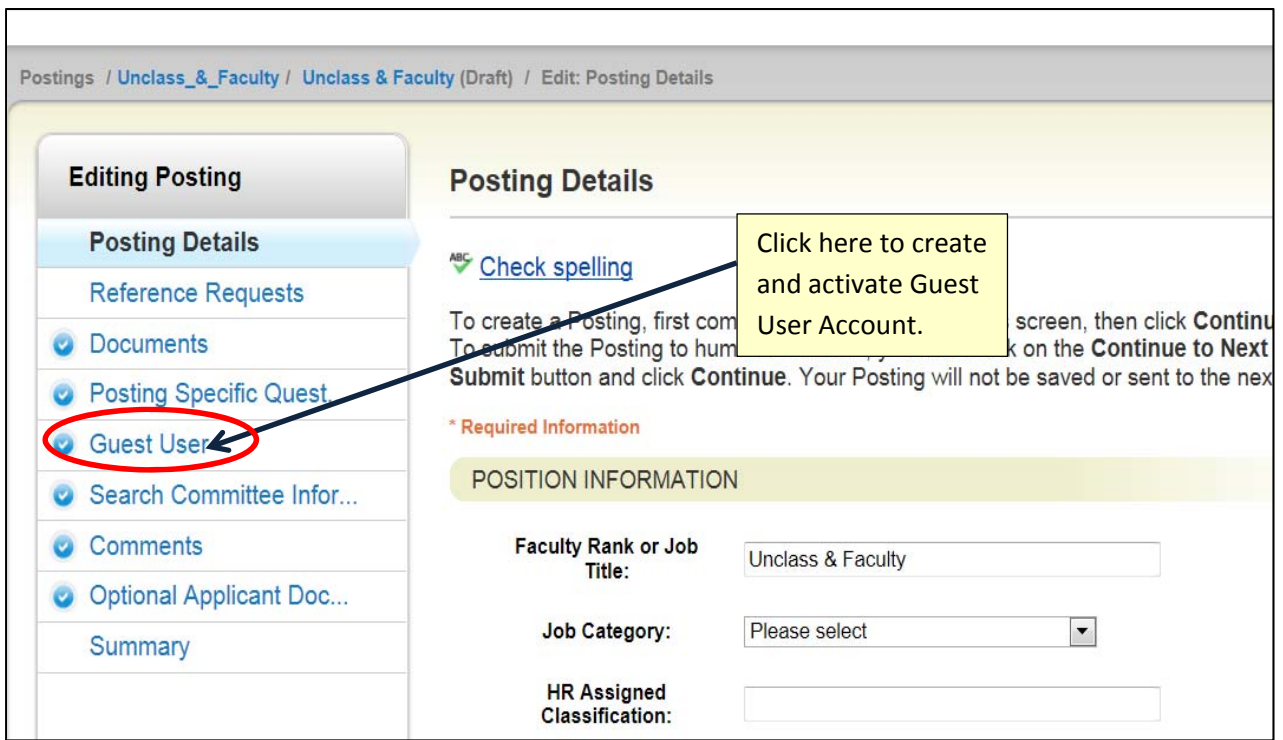 Postings / Unclass_&_Faculty / Unclass & Faculty (Draft) / Edit: Posting Details
Editing Posting
Posting Details
Reference Requests
Documents
Posting Specific Quest.
Guest User
Search Committee Infor...
Comments
Optional Applicant Doc...
Summary
Posting Details
ABC Check spelling
Click here to create
and activate Guest
User Account.
To create a Posting, first com screen, then click Continu
To submit the Posting to hum on the Continue to Next
Submit button and click Continue. Your Posting will not be saved or sent to the nex
* Required Information
POSITION INFORMATION
Faculty Rank or Job
Title:
Unclass & Faculty
Job Category:
Please select
HR Assigned
Classification: